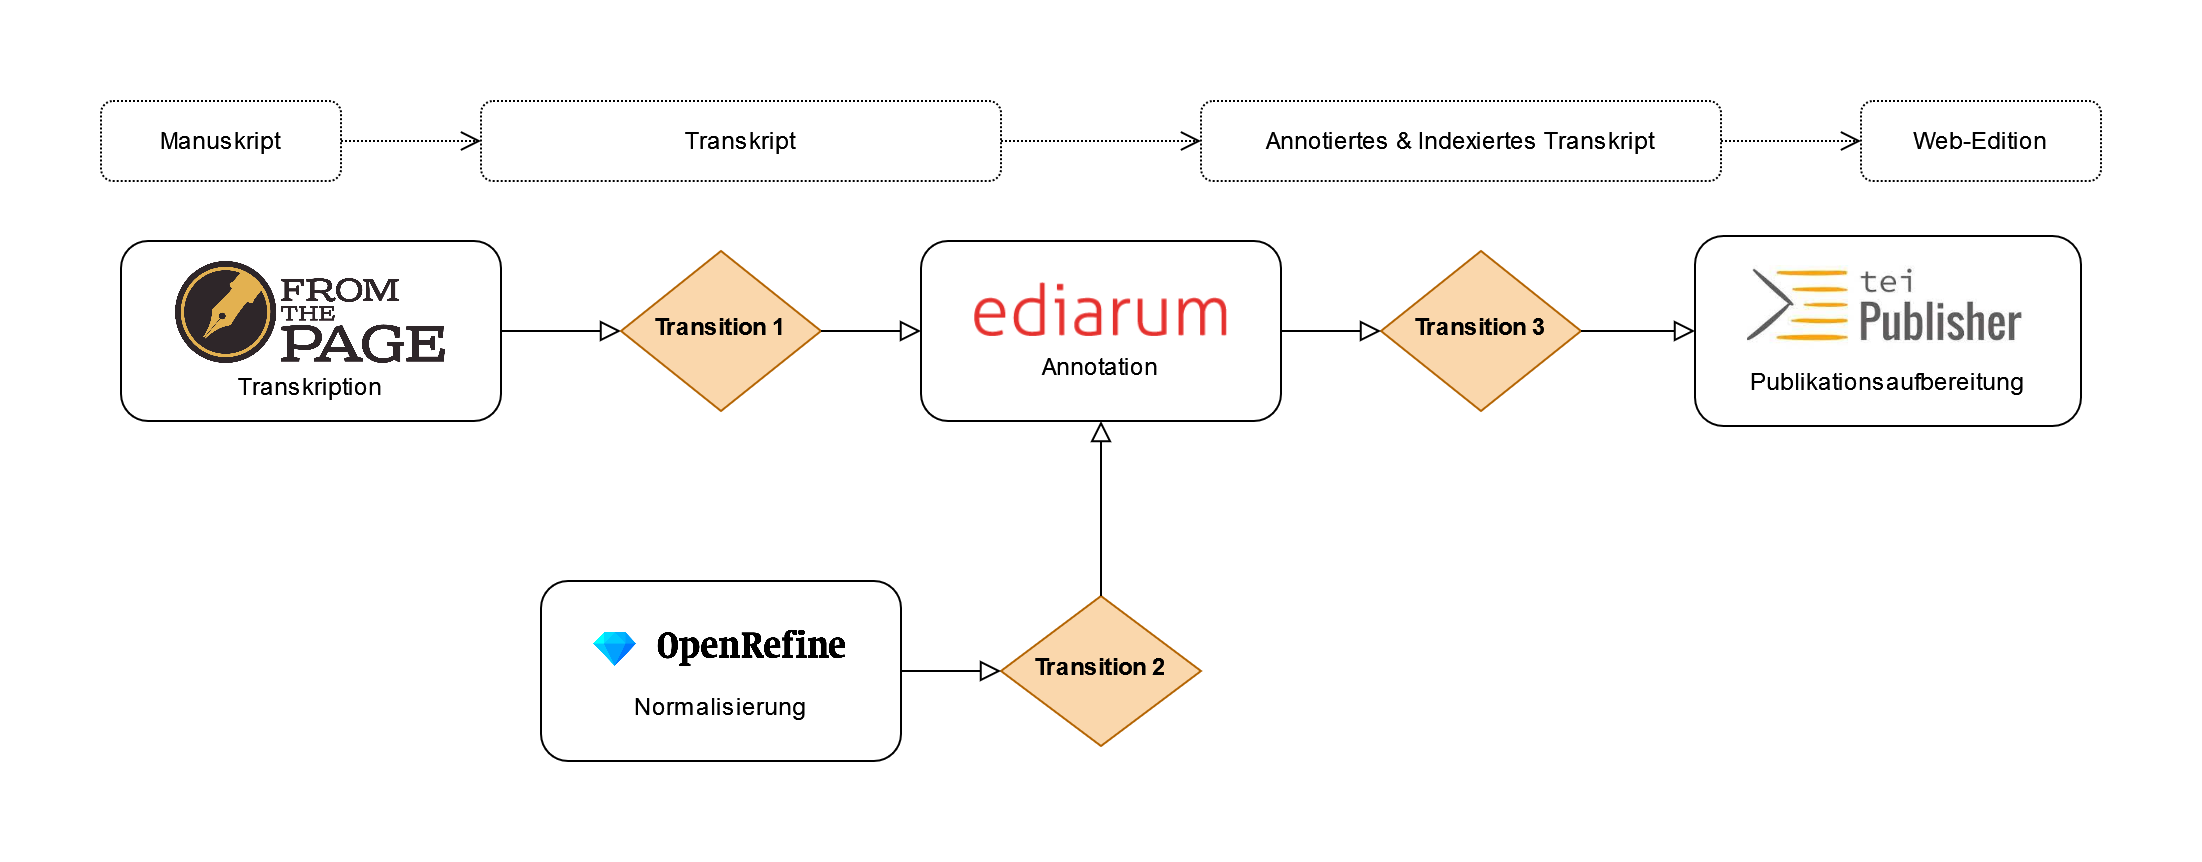 Manuskript
Transkript
Annotiertes & Indexiertes Transkript
Web-Edition
FROM
THE
PAGE
Transkription
Transition 1
ediarum
Annotation
Transition 3
tei
Publisher
Publikationsaufbereitung
OpenRefine
Normalisierung
Transition 2